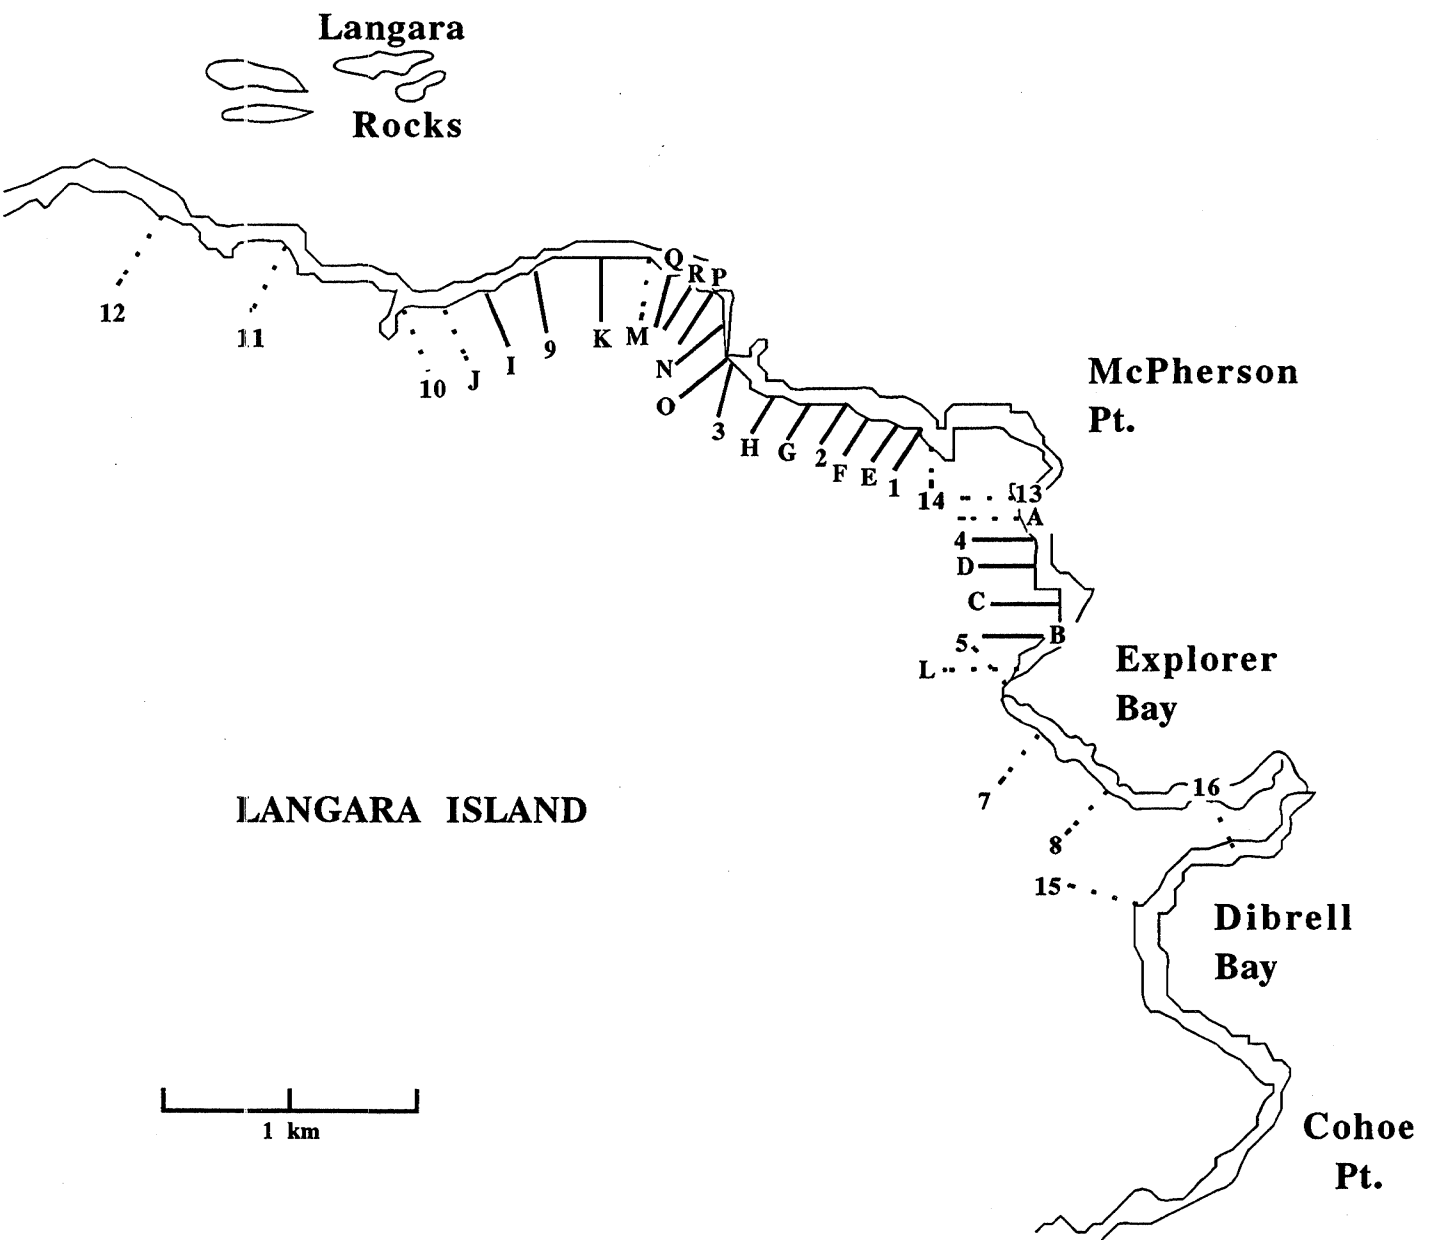 Langara
Rocks
Q
R
P
12
11
10
J
I
9
K
M
N
O
3
H
G
2
F
E
1
14
13
A
4
D
C
B
5
L
McPherson
Pt.
Explorer
Bay
7
8
16
15
LANGARA ISLAND
Dibrell
Bay
1 km
Cohoe
Pt.